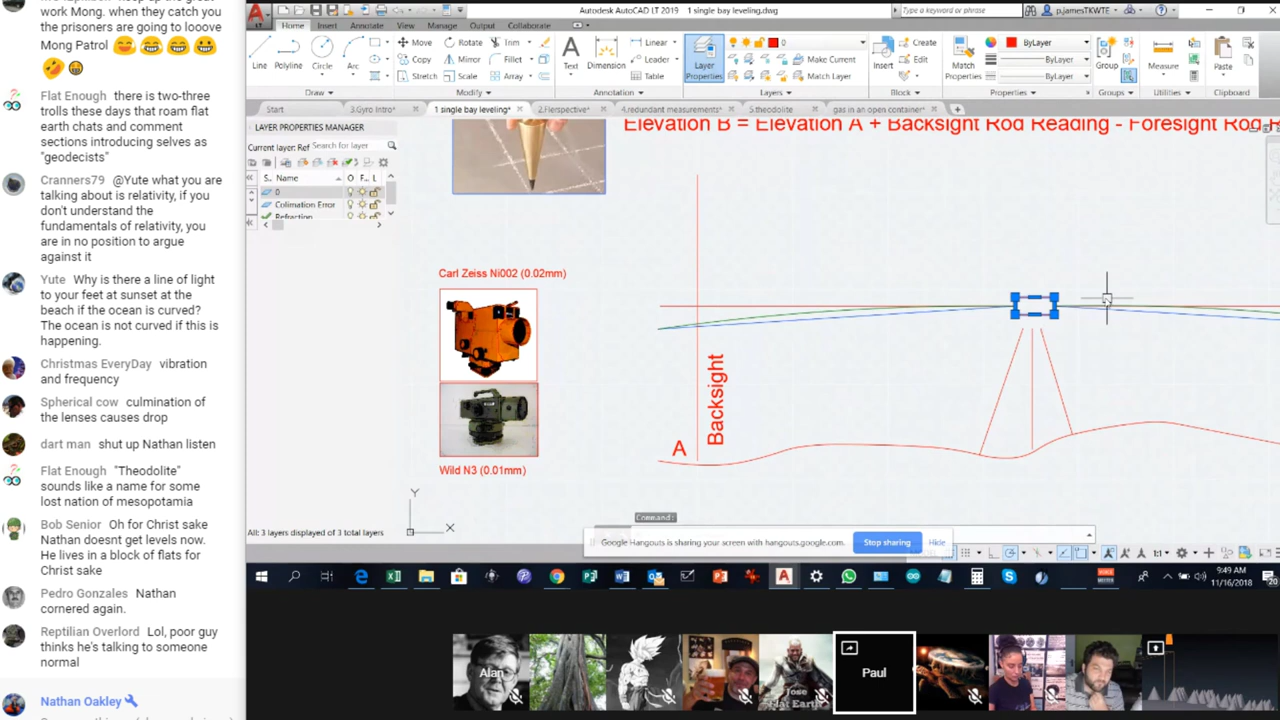 work Mong. when they catch you
the prisoners are going to looove
Mong Patrol
Flat Enough there is two-three
trolls these days that roam flat
earth chats and comment
sections introducing selves as
"geodecists"
Cranners79 @Yute what you are
talking about is relativity, if you
don't understand the
fundamentals of relativity, you
are in no position to argue
against it
Yute Why is there a line of light
to your feet at sunset at the
beach if the ocean is curved?
The ocean is not curved if this is
happening.
Christmas EveryDay vibration
and frequency
Spherical cow culmination of
the lenses causes drop
dart man shut up Nathan listen
Flat Enough "Theodolite"
sounds like a name for some
lost nation of mesopotamia
Bob Senior Oh for Christ sake
Nathan doesnt get levels now.
He lives in a block of flats for
Christ sake
Pedro Gonzales Nathan
cornered again.
Reptilian Overlord Lol, poor guy
thinks he's talking to someone
normal
Nathan Oakley
Autodesk AutoCAD LT 2019 1 single bay leveling.dwg
Type a keyword or phrase
p.jamesTKWTE
LT
Home Insert Annotate View Manage Output Collaborate
Line Polyline Circle Arc
Move Rotate Trim
Copy Mirror Fillet
Stretch Scale Array
Text Dimension
Linear
Leader
Table
Layer
Properties
0
Make Current
Match Layer
Insert
Create
Edit
Match
Properties
ByLayer
ByLayer
ByLayer
Group
Measure
Paste
Draw Modify Annotation Layers Block Properties Groups Utilities Clipboard
Start 3.Gyro Intro* 1 single bay leveling* 4.redundant measurements* 5.theodolite gas in an open container*
LAYER PROPERTIES MANAGER
Current layer: Ref Search for layer
S.. Name O F.. L
0
Colimation Error
Refraction
All: 3 layers displayed of 3 total layers
Elevation B = Elevation A + Backsight Rod Reading - Foresight Rod R
Carl Zeiss Ni002 (0.02mm)
Wild N3 (0.01mm)
Backsight
A
Y
X
Command:
Google Hangouts is sharing your screen with hangouts.google.com.
Stop sharing
Hide
1:1
9:49 AM
11/16/2018
20
Alan
Jose
Flat Earth
Paul